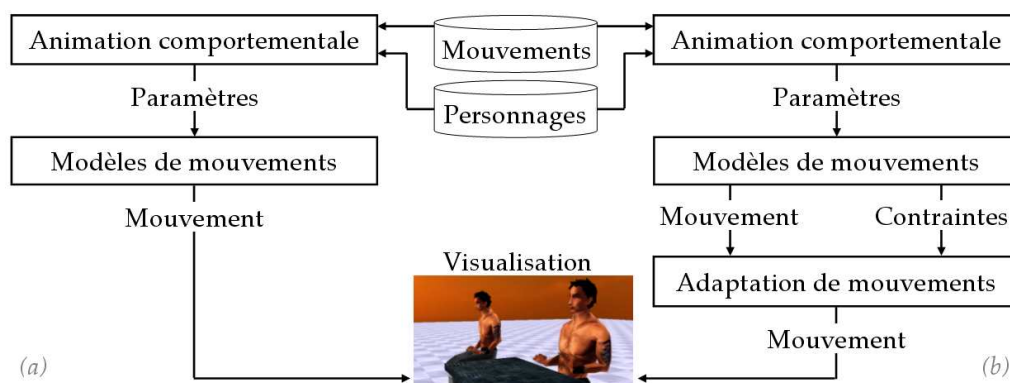 Animation comportementale
Mouvements
Animation comportementale
Personnages
Paramètres
Paramètres
Modèles de mouvements
Modèles de mouvements
Mouvement
Mouvement
Contraintes
Visualisation
Adaptation de mouvements
Mouvement
(a)
(b)